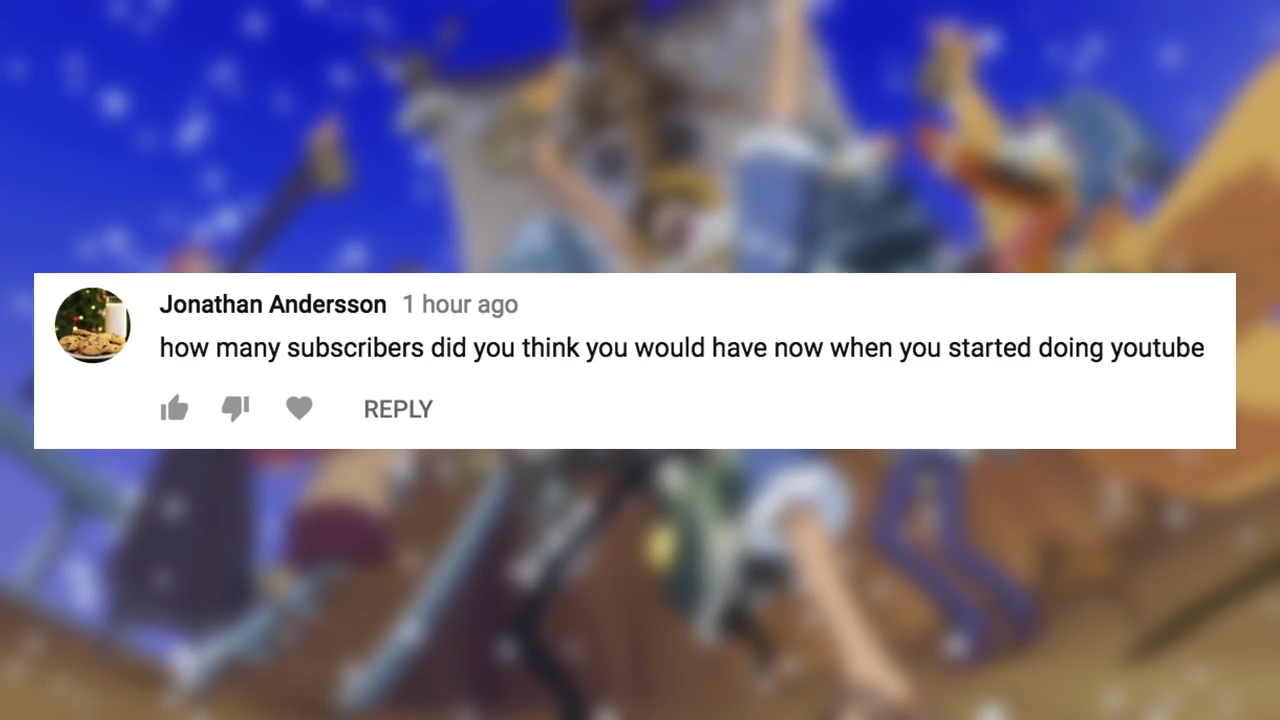 Jonathan Andersson 1 hour ago
how many subscribers did you think you would have now when you started doing youtube
REPLY